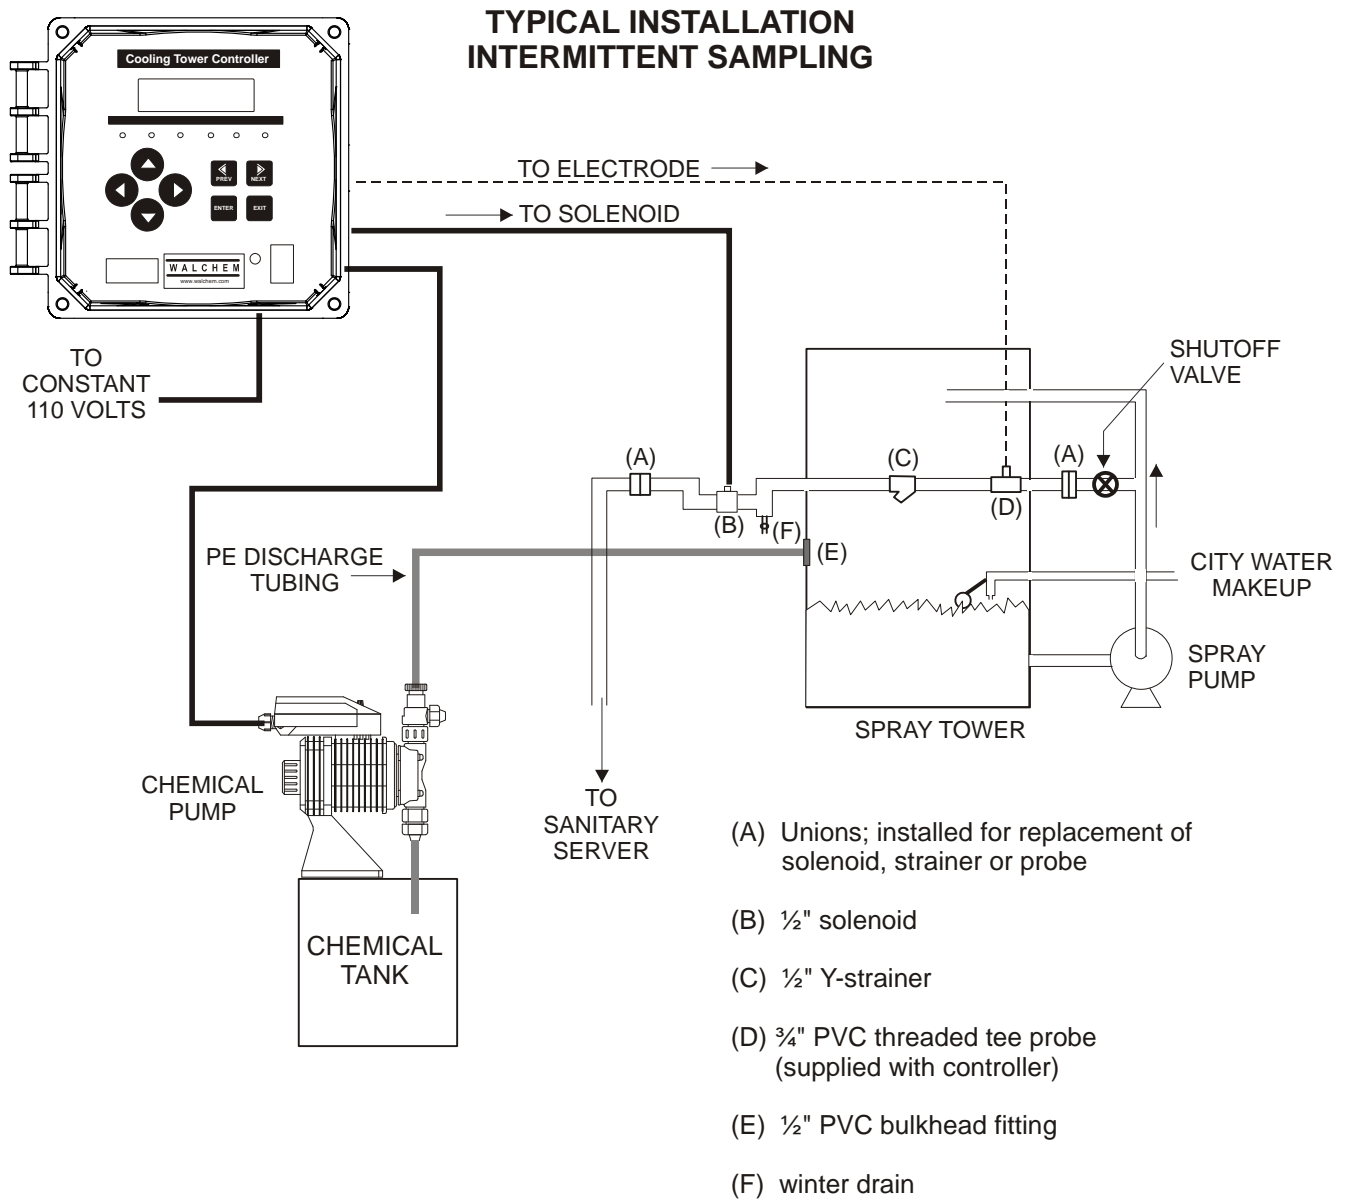 TYPICAL INSTALLATION
INTERMITTENT SAMPLING
Cooling Tower Controller
PREV
NEXT
ENTER
EXIT
WALCHEM
www.walchem.com
TO ELECTRODE
TO SOLENOID
TO
CONSTANT
110 VOLTS
SHUTOFF
VALVE
(A)
(B)
(F)
(C)
(D)
(A)
(E)
PE DISCHARGE
TUBING
CITY WATER
MAKEUP
SPRAY
PUMP
SPRAY TOWER
CHEMICAL
PUMP
TO
SANITARY
SERVER
CHEMICAL
TANK
(A) Unions; installed for replacement of
solenoid, strainer or probe
(B) ½" solenoid
(C) ½" Y-strainer
(D) ¾" PVC threaded tee probe
(supplied with controller)
(E) ½" PVC bulkhead fitting
(F) winter drain